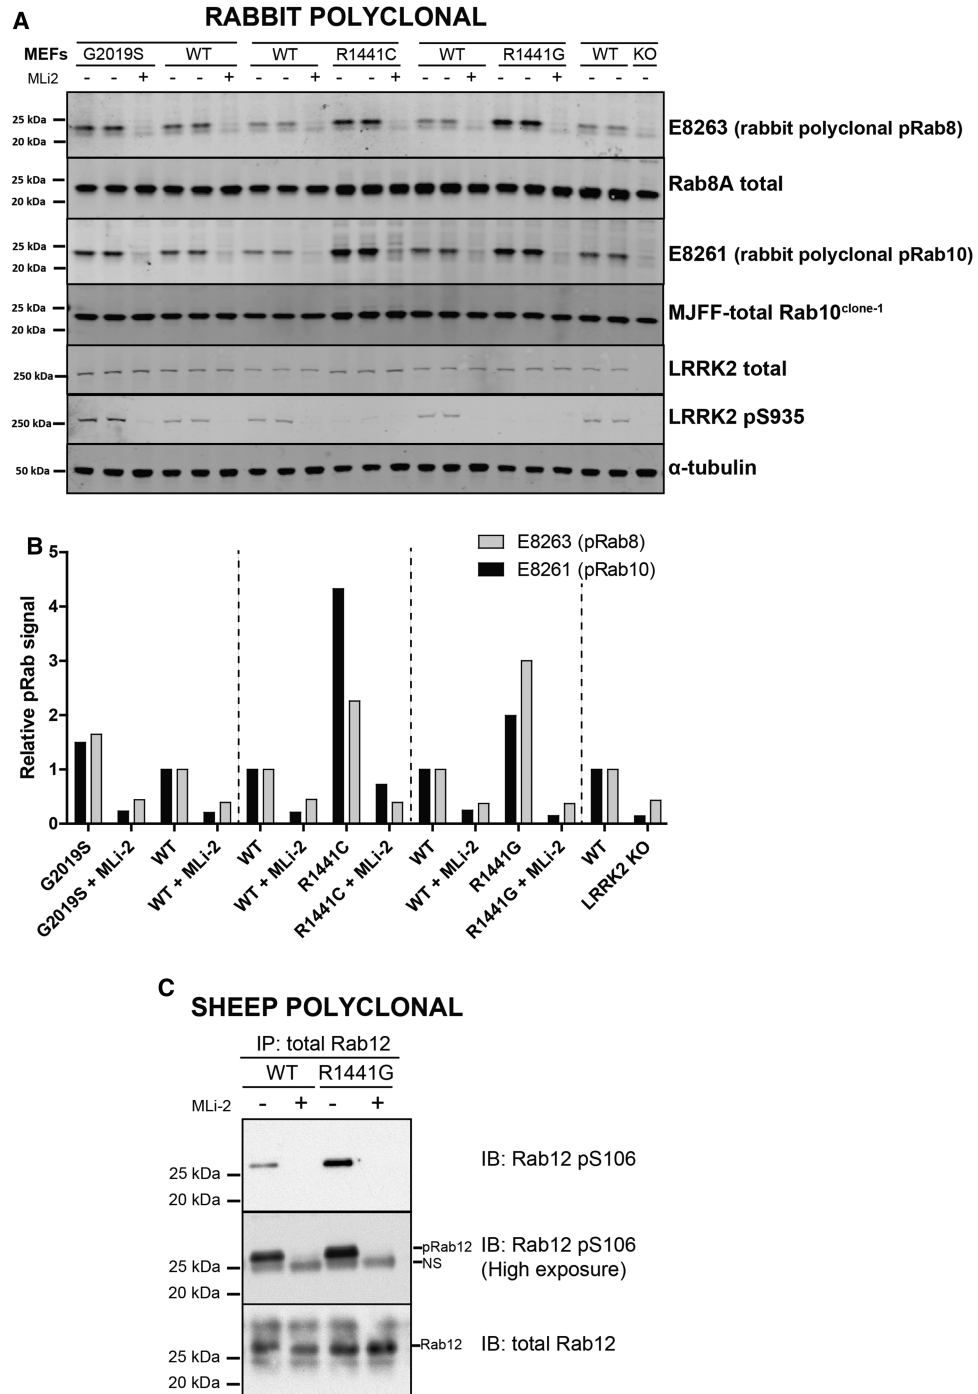 A
RABBIT POLYCLONAL
MEFs G2019S WT WT R1441C WT R1441G WT KO
MLi2 - - + - - + - - + - - + - - + - - + - - -
25 kDa
20 kDa
E8263 (rabbit polyclonal pRab8)
25 kDa
20 kDa
Rab8A total
25 kDa
20 kDa
E8261 (rabbit polyclonal pRab10)
25 kDa
20 kDa
MJFF-total Rab10clone-1
250 kDa
LRRK2 total
250 kDa
LRRK2 pS935
50 kDa
α-tubulin
B
E8263 (pRab8)
E8261 (pRab10)
Relative pRab signal
5
4
3
2
1
0
G2019S
G2019S + MLi-2
WT
WT + MLi-2
WT
WT + MLi-2
R1441C
R1441C + MLi-2
WT
WT + MLi-2
R1441G
R1441G + MLi-2
WT
LRRK2 KO
C
SHEEP POLYCLONAL
IP: total Rab12
WT R1441G
MLi-2 - + - +
25 kDa
20 kDa
IB: Rab12 pS106
pRab12
NS
25 kDa
20 kDa
IB: Rab12 pS106
(High exposure)
Rab12
25 kDa
20 kDa
IB: total Rab12